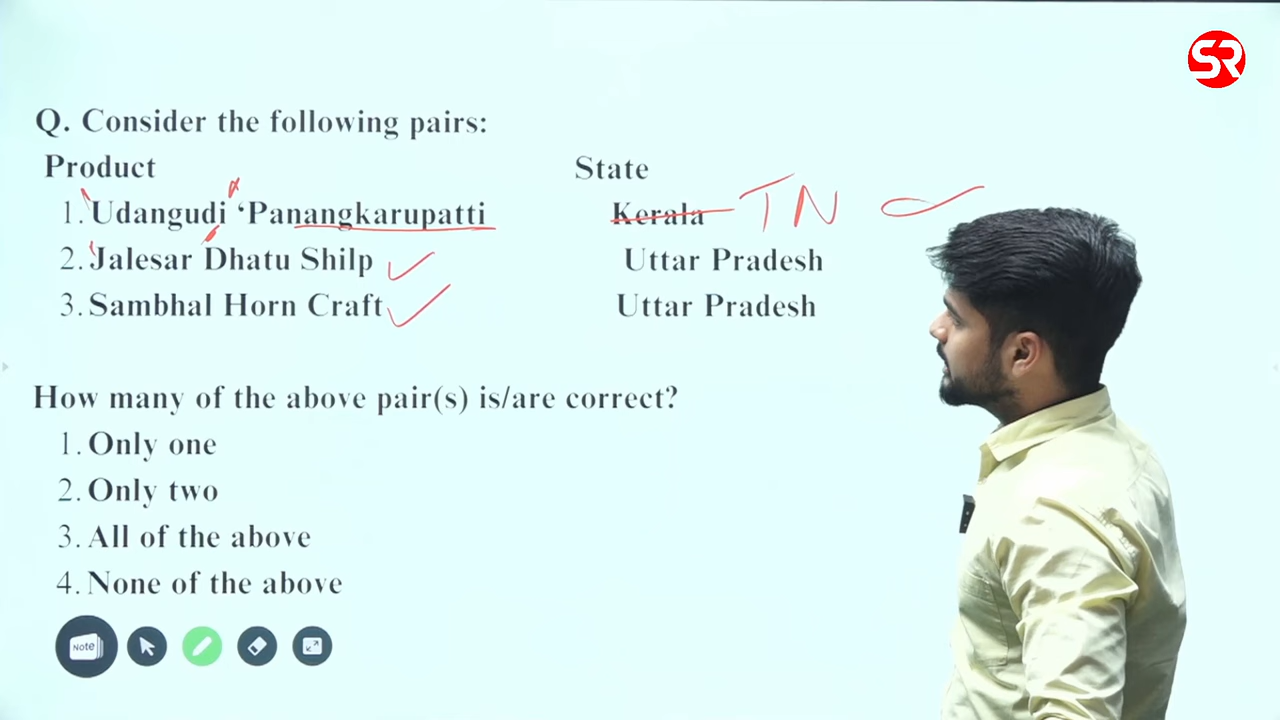 SR
Q. Consider the following pairs:
Product State
1. Udangudi ‘Panangkarupatti Kerala TN
2. Jalesar Dhatu Shilp Uttar Pradesh
3. Sambhal Horn Craft Uttar Pradesh
How many of the above pair(s) is/are correct?
1. Only one
2. Only two
3. All of the above
4. None of the above
Note